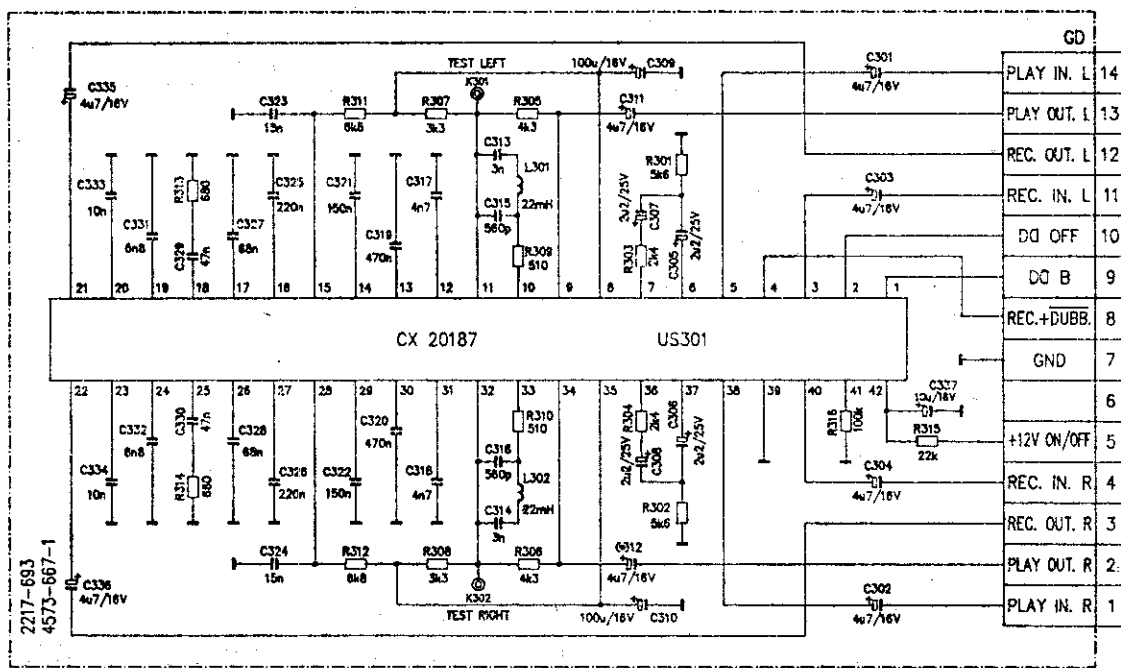 GD
PLAY IN. L 14
PLAY OUT. L 13
REC. OUT. L 12
REC. IN. L 11
DD OFF 10
DD B 9
REC.+DUBB. 8
GND 7
6
+12V ON/OFF 5
REC. IN. R 4
REC. OUT. R 3
PLAY OUT. R 2
PLAY IN. R 1
C335
4u7/16V
C323
15n
R311
6k8
R307
3k3
TEST LEFT
K301
R305
4k3
100u/16V C309
C311
4u7/16V
C301
4u7/16V
C333
10n
C331
6n8
R313
680
C329
47n
C327
68n
C325
220n
C321
150n
C319
470n
C317
4n7
C313
3n
L301
22mH
C315
560p
R309
510
R301
5k6
2u2/25V
C307
R303
2k4
C305
2u2/25V
C303
4u7/16V
21 20 19 18 17 16 15 14 13 12 11 10 9 8 7 6 5 4 3 2 1
CX 20187 US301
22 23 24 25 26 27 28 29 30 31 32 33 34 35 36 37 38 39 40 41 42
C334
10n
C332
6n8
C330
47n
R314
680
C328
68n
C326
220n
C322
150n
C320
470n
C318
4n7
R310
510
C316
560p
L302
22mH
C314
3n
R304
2k4
2u2/25V
C308
C306
2u2/25V
R302
5k6
R316
100k
C337
10u/16V
R315
22k
C304
4u7/16V
C336
4u7/16V
C324
15n
R312
6k8
R308
3k3
R306
4k3
K302
TEST RIGHT
C312
4u7/16V
100u/16V C310
C302
4u7/16V
2217-693
4573-667-1